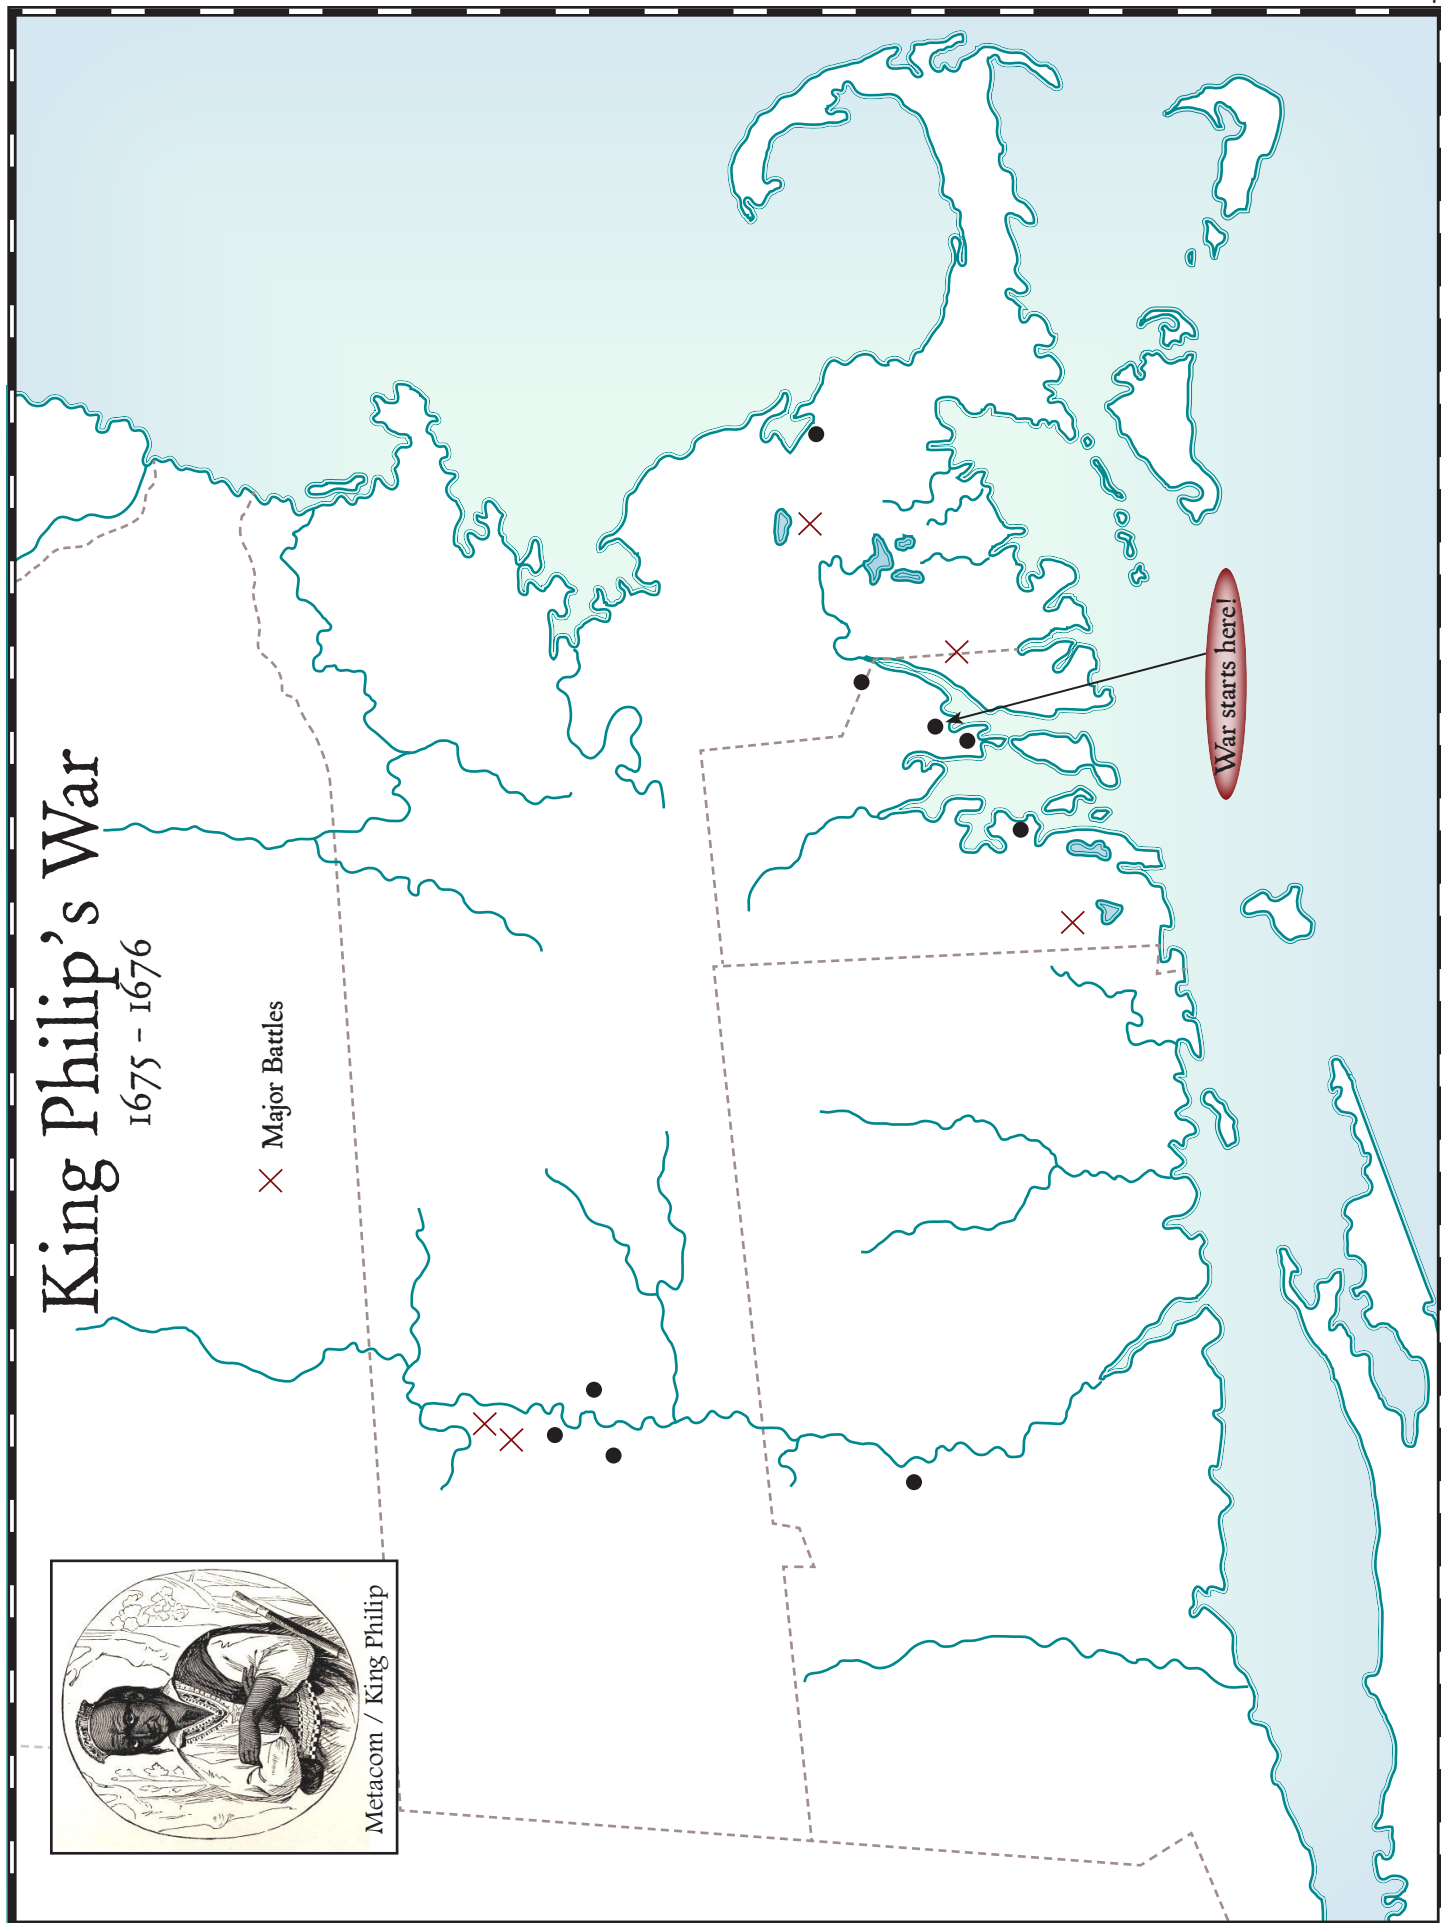 King Philip's War
1675 – 1676
Major Battles
Metacom / King Philip
War starts here!